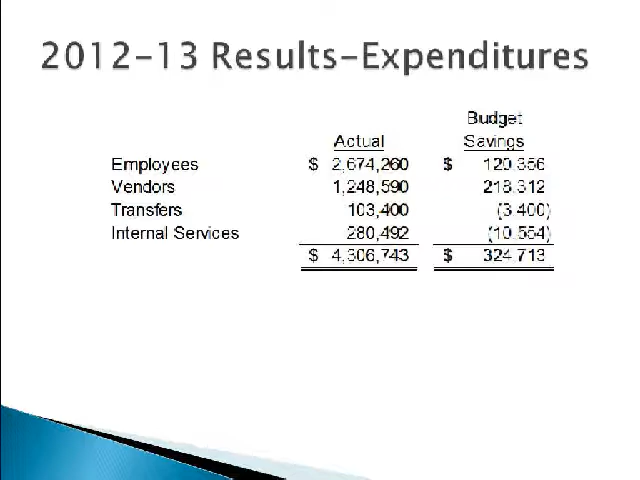 2012-13 Results-Expenditures
Budget
Actual Savings
Employees $ 2,674,260 $ 120,356
Vendors 1,248,590 218,312
Transfers 103,400 (3,400)
Internal Services 280,492 (10,554)
$ 4,306,743 $ 324,713